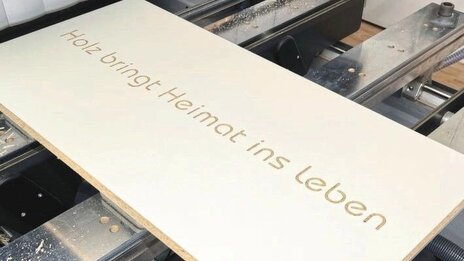 Holz bringt Heimat ins leben